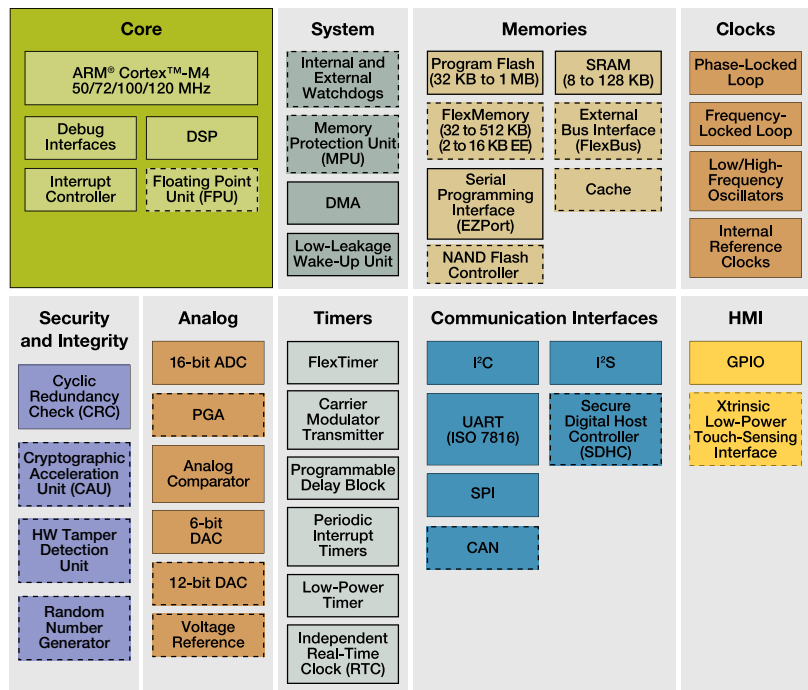 Core
ARM® Cortex™-M4
50/72/100/120 MHz
Debug
Interfaces
DSP
Interrupt
Controller
Floating Point
Unit (FPU)
System
Internal and
External
Watchdogs
Memory
Protection Unit
(MPU)
DMA
Low-Leakage
Wake-Up Unit
Memories
Program Flash
(32 KB to 1 MB)
SRAM
(8 to 128 KB)
FlexMemory
(32 to 512 KB)
(2 to 16 KB EE)
External
Bus Interface
(FlexBus)
Serial
Programming
Interface
(EZPort)
Cache
NAND Flash
Controller
Clocks
Phase-Locked
Loop
Frequency-
Locked Loop
Low/High-
Frequency
Oscillators
Internal
Reference
Clocks
Security
and Integrity
Cyclic
Redundancy
Check (CRC)
Cryptographic
Acceleration
Unit (CAU)
HW Tamper
Detection
Unit
Random
Number
Generator
Analog
16-bit ADC
PGA
Analog
Comparator
6-bit
DAC
12-bit DAC
Voltage
Reference
Timers
FlexTimer
Carrier
Modulator
Transmitter
Programmable
Delay Block
Periodic
Interrupt
Timers
Low-Power
Timer
Independent
Real-Time
Clock (RTC)
Communication Interfaces
I²C
I²S
UART
(ISO 7816)
Secure
Digital Host
Controller
(SDHC)
SPI
CAN
HMI
GPIO
Xtrinsic
Low-Power
Touch-Sensing
Interface